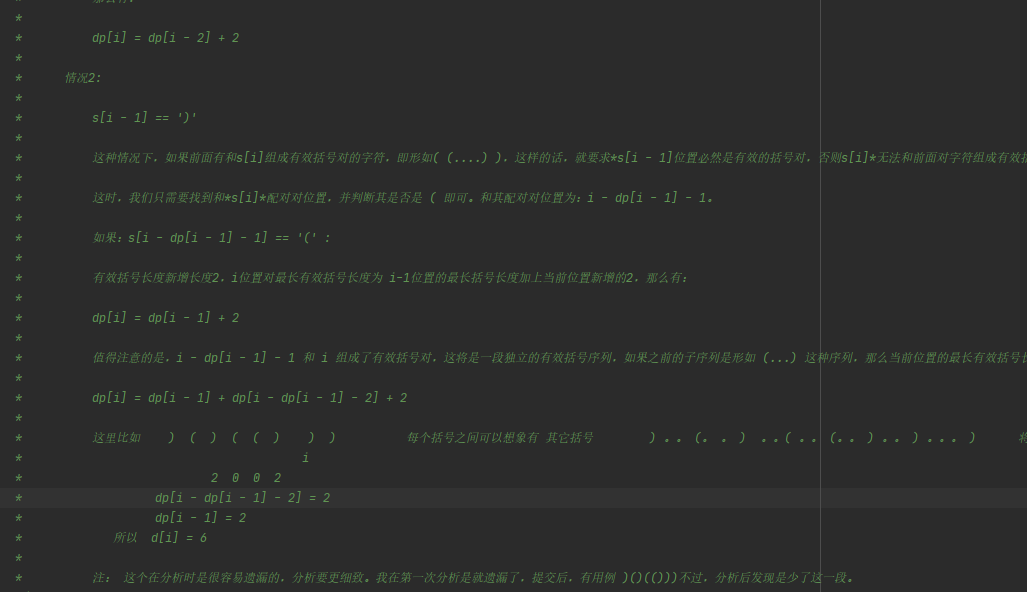 *
* dp[i] = dp[i - 2] + 2
*
* 情况2:
*
* s[i - 1] == ')'
*
* 这种情况下，如果前面有和s[i]组成有效括号对的字符，即形如( (....) )，这样的话，就要求*s[i - 1]位置必然是有效的括号对，否则s[i]*无法和前面对字符组成有效
*
* 这时，我们只需要找到和*s[i]*配对对位置，并判断其是否是 ( 即可。和其配对对位置为：i - dp[i - 1] - 1。
*
* 如果：s[i - dp[i - 1] - 1] == '(' :
*
* 有效括号长度新增长度2，i位置对最长有效括号长度为 i-1位置的最长括号长度加上当前位置新增的2，那么有：
*
* dp[i] = dp[i - 1] + 2
*
* 值得注意的是，i - dp[i - 1] - 1 和 i 组成了有效括号对，这将是一段独立的有效括号序列，如果之前的子序列是形如 (...) 这种序列，那么当前位置的最长有效括号
*
* dp[i] = dp[i - 1] + dp[i - dp[i - 1] - 2] + 2
*
* 这里比如 ) ( ) ( ( ) ) ) 每个括号之间可以想象有 其它括号 ) 。。 (。 。 ) 。。( 。。 (。。 ) 。。 ) 。。。 )
* i
* 2 0 0 2
* dp[i - dp[i - 1] - 2] = 2
* dp[i - 1] = 2
* 所以 d[i] = 6
*
* 注： 这个在分析时是很容易遗漏的，分析要更细致。我在第一次分析是就遗漏了，提交后，有用例 )()(()))不过，分析后发现是少了这一段。